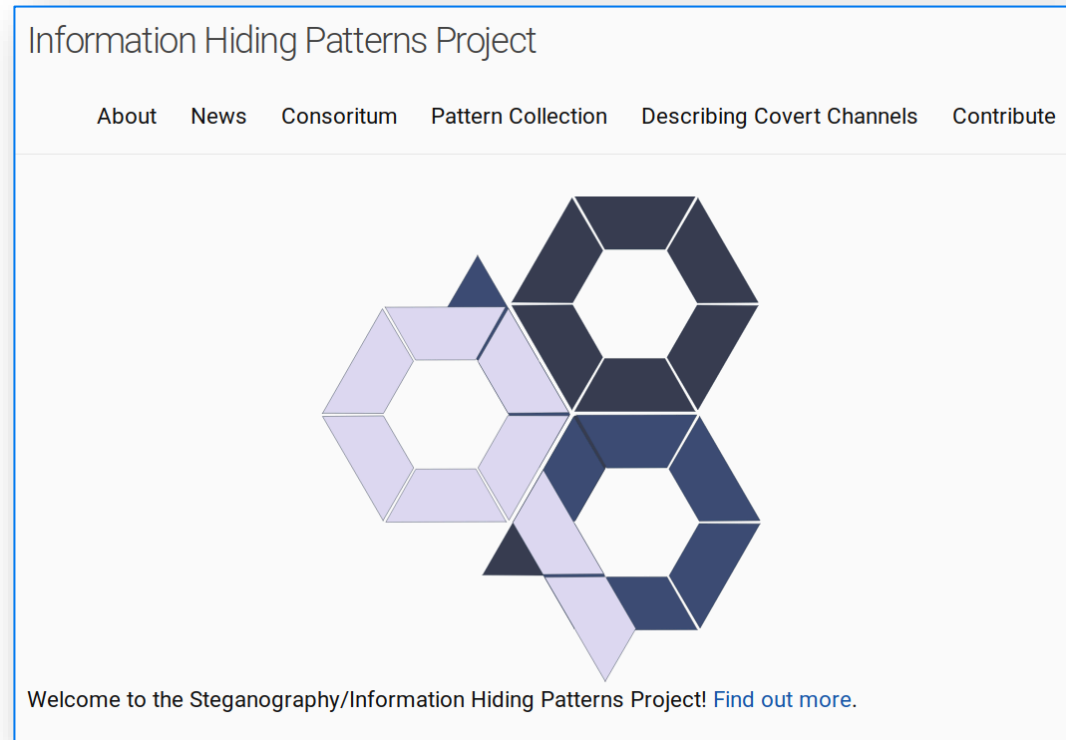 Information Hiding Patterns Project
About News Consoritum Pattern Collection Describing Covert Channels Contribute
Welcome to the Steganography/Information Hiding Patterns Project! Find out more.